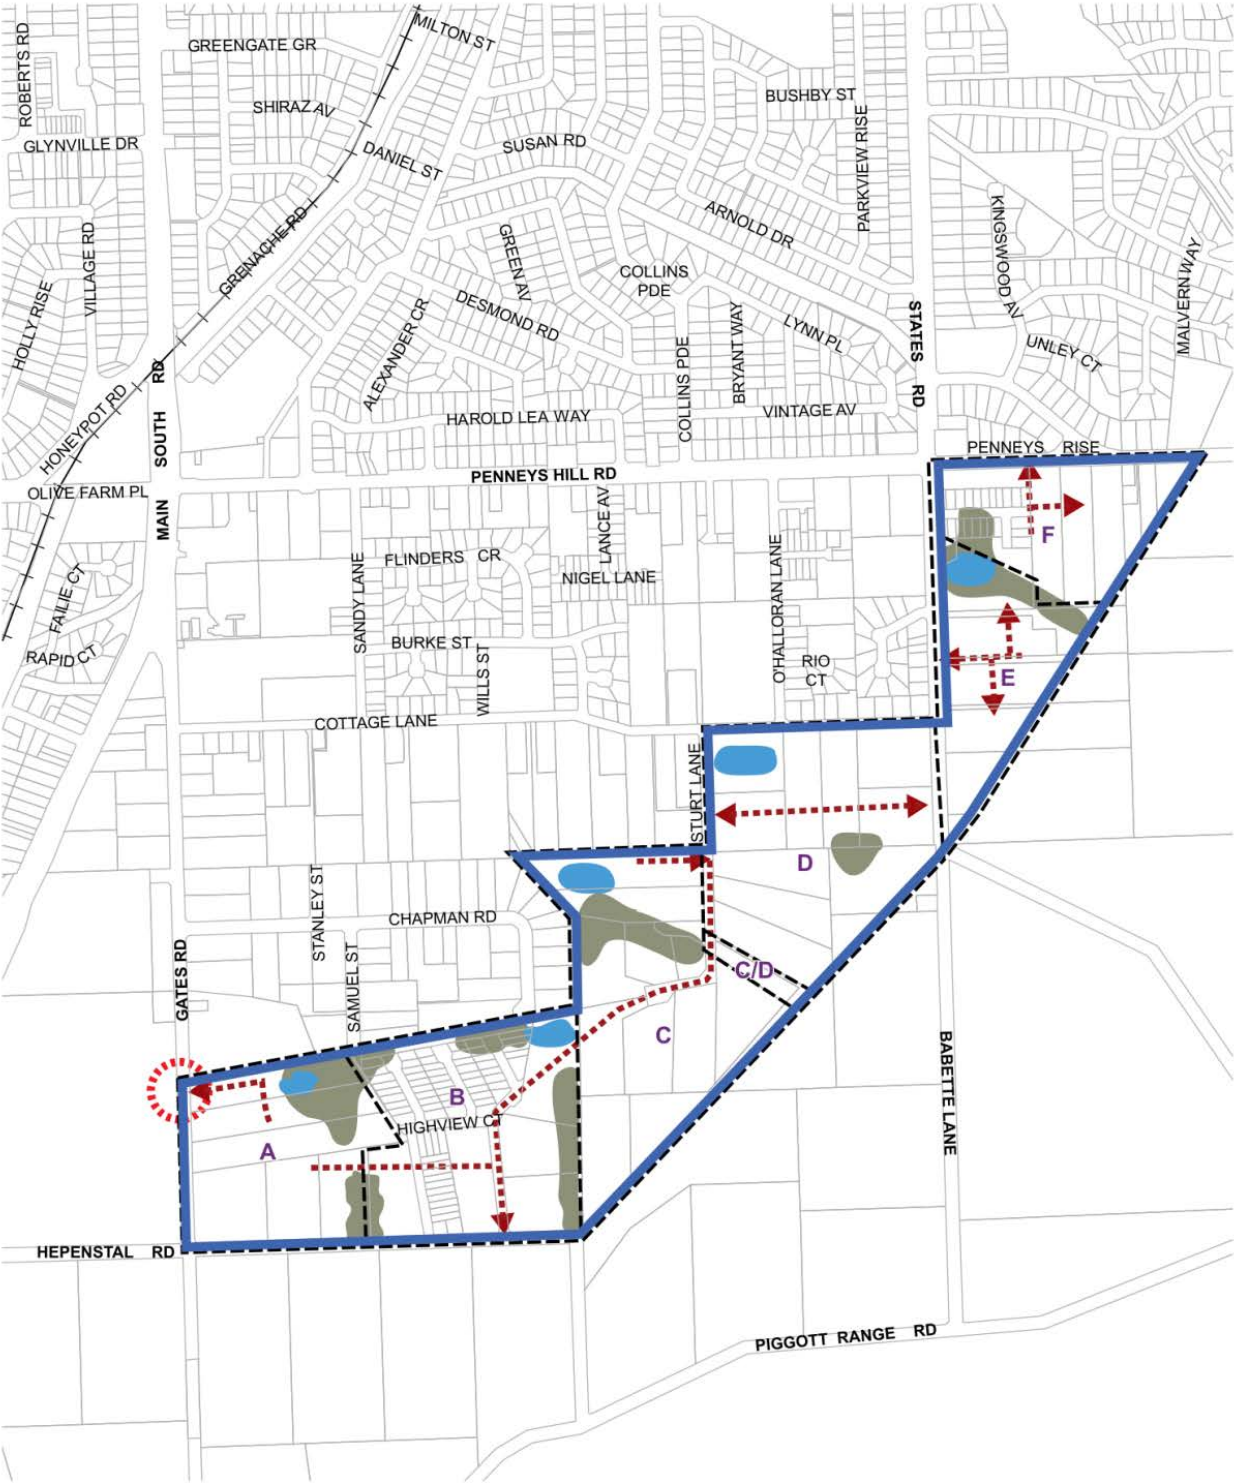 MILTON ST
ROBERTS RD
GREENGATE GR
BUSHBY ST
SHIRAZ AV
GLYNVILLE DR
SUSAN RD
DANIEL ST
PARKVIEW RISE
ARNOLD DR
KINGSWOOD AV
GRENACHE RD
VILLAGE RD
GREEN AV
COLLINS
PDE
MALVERN WAY
HOLLY RISE
DESMOND RD
ALEXANDER CR
BRYANT WAY
LYNN PL
STATES RD
UNLEY CT
COLLINS PDE
HONEYPOT RD
MAIN SOUTH RD
HAROLD LEA WAY
VINTAGE AV
PENNEYS RISE
PENNEYS HILL RD
OLIVE FARM PL
LANCE AV
F
FLINDERS CR
NIGEL LANE
SANDY LANE
O'HALLORAN LANE
FAILIE CT
RAPID CT
BURKE ST
WILLS ST
RIO
CT
E
COTTAGE LANE
STURT LANE
D
STANLEY ST
CHAPMAN RD
SAMUEL ST
GATES RD
C/D
C
BABETTE LANE
B
HIGHVIEW CT
A
HEPENSTAL RD
PIGGOTT RANGE RD